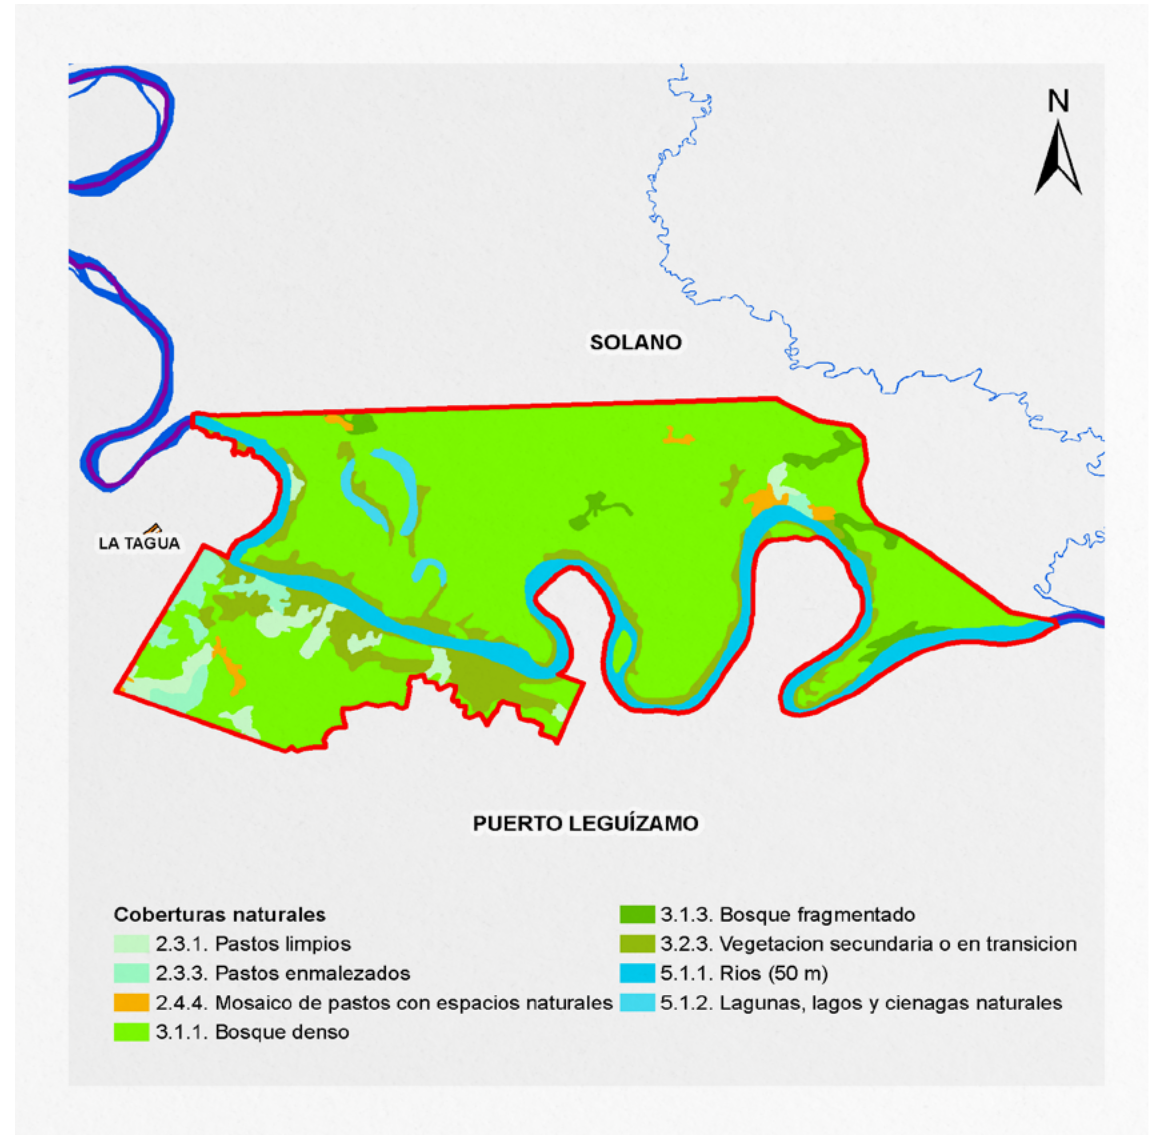 N
SOLANO
LA TAGUA
PUERTO LEGUÍZAMO
Coberturas naturales
2.3.1. Pastos limpios
2.3.3. Pastos enmalezados
2.4.4. Mosaico de pastos con espacios naturales
3.1.1. Bosque denso
3.1.3. Bosque fragmentado
3.2.3. Vegetacion secundaria o en transicion
5.1.1. Rios (50 m)
5.1.2. Lagunas, lagos y cienagas naturales